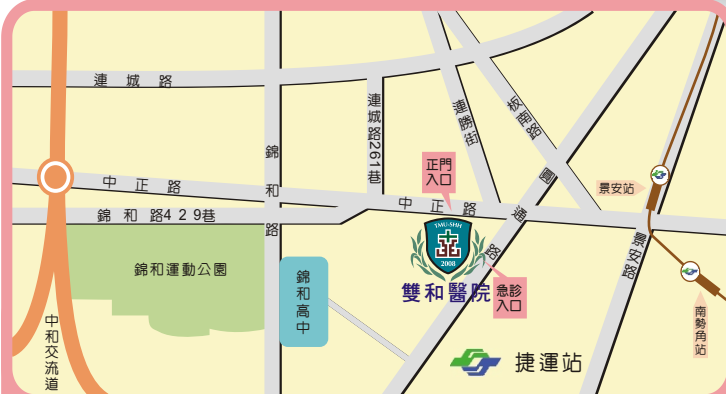 連城路
連城路261巷
連勝街
板南路
錦和路
正門
入口
中正路
中正路
圓通路
景安站
錦和路429巷
TMU-SHH
2008
景安路
錦和運動公園
錦和高中
雙和醫院
急診
入口
南勢角站
中和交流道
捷運站